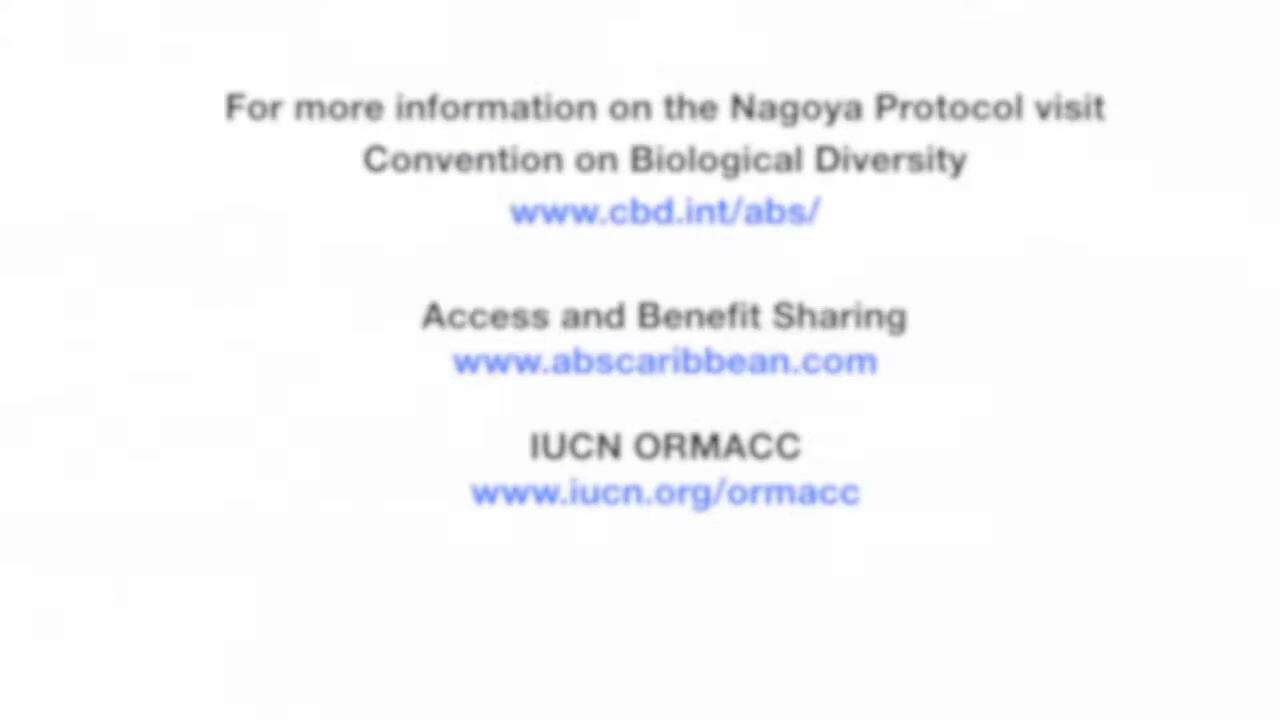 For more information on the Nagoya Protocol visit
Convention on Biological Diversity
www.cbd.int/abs/
Access and Benefit Sharing
www.abscaribbean.com
IUCN ORMACC
www.iucn.org/ormacc